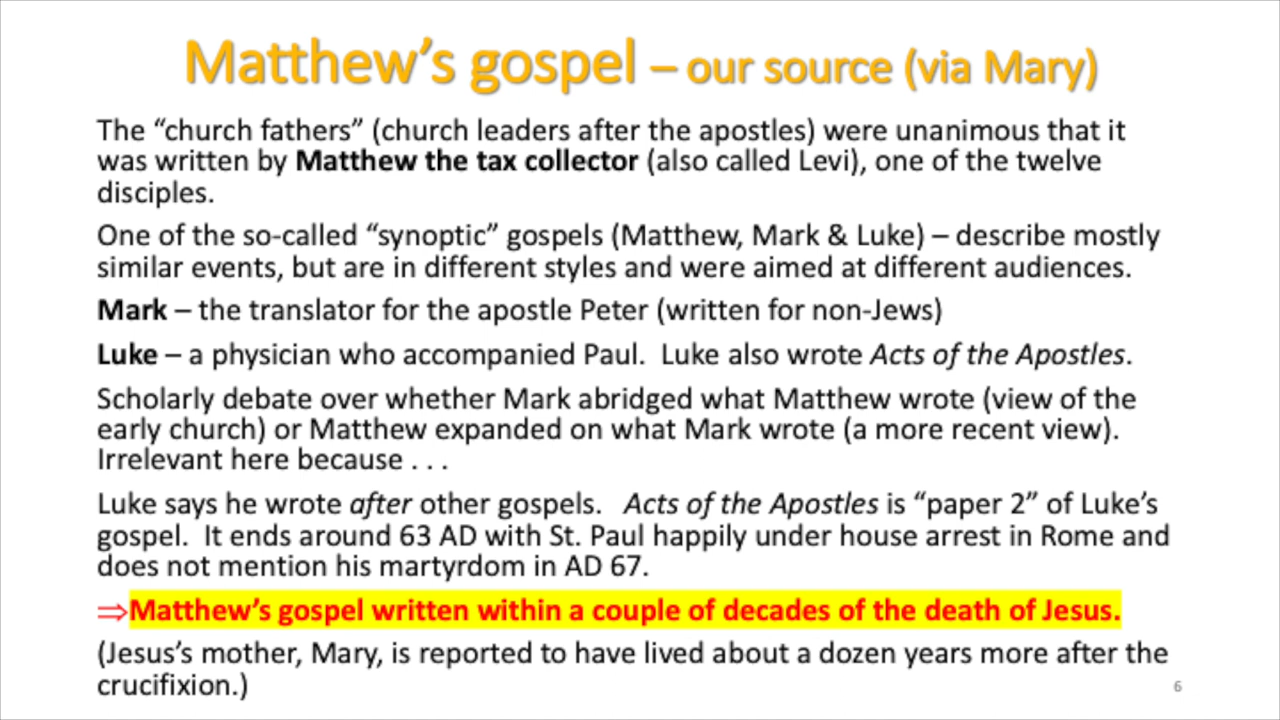 Matthew’s gospel – our source (via Mary)
The “church fathers” (church leaders after the apostles) were unanimous that it
was written by Matthew the tax collector (also called Levi), one of the twelve
disciples.
One of the so-called “synoptic” gospels (Matthew, Mark & Luke) – describe mostly
similar events, but are in different styles and were aimed at different audiences.
Mark – the translator for the apostle Peter (written for non-Jews)
Luke – a physician who accompanied Paul.  Luke also wrote Acts of the Apostles.
Scholarly debate over whether Mark abridged what Matthew wrote (view of the
early church) or Matthew expanded on what Mark wrote (a more recent view).
Irrelevant here because . . .
Luke says he wrote after other gospels.   Acts of the Apostles is “paper 2” of Luke’s
gospel.  It ends around 63 AD with St. Paul happily under house arrest in Rome and
does not mention his martyrdom in AD 67.
⇒Matthew’s gospel written within a couple of decades of the death of Jesus.
(Jesus’s mother, Mary, is reported to have lived about a dozen years more after the
crucifixion.)
6